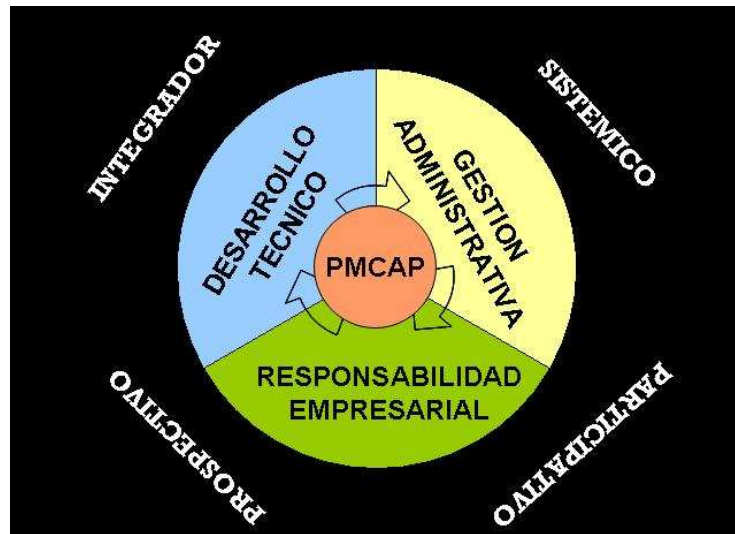 INTEGRADOR
SISTEMICO
DESARROLLO
TECNICO
GESTION
ADMINISTRATIVA
PMCAP
RESPONSABILIDAD
EMPRESARIAL
PROSPECTIVO
PARTICIPATIVO